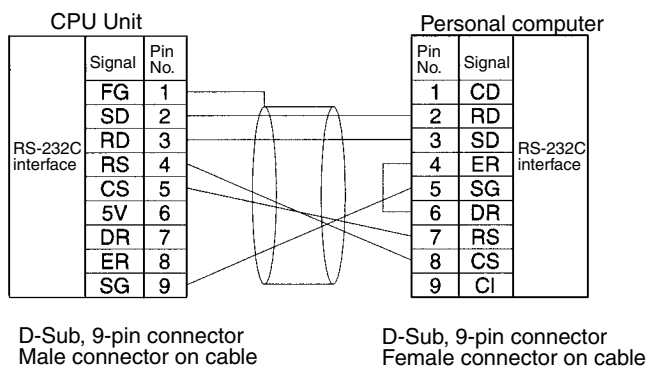 CPU Unit
Personal computer
Signal Pin No.
Pin No. Signal
FG 1
1 CD
SD 2
2 RD
RD 3
3 SD
RS-232C interface
RS-232C interface
RS 4
4 ER
CS 5
5 SG
5V 6
6 DR
DR 7
7 RS
ER 8
8 CS
SG 9
9 CI
D-Sub, 9-pin connector
Male connector on cable
D-Sub, 9-pin connector
Female connector on cable